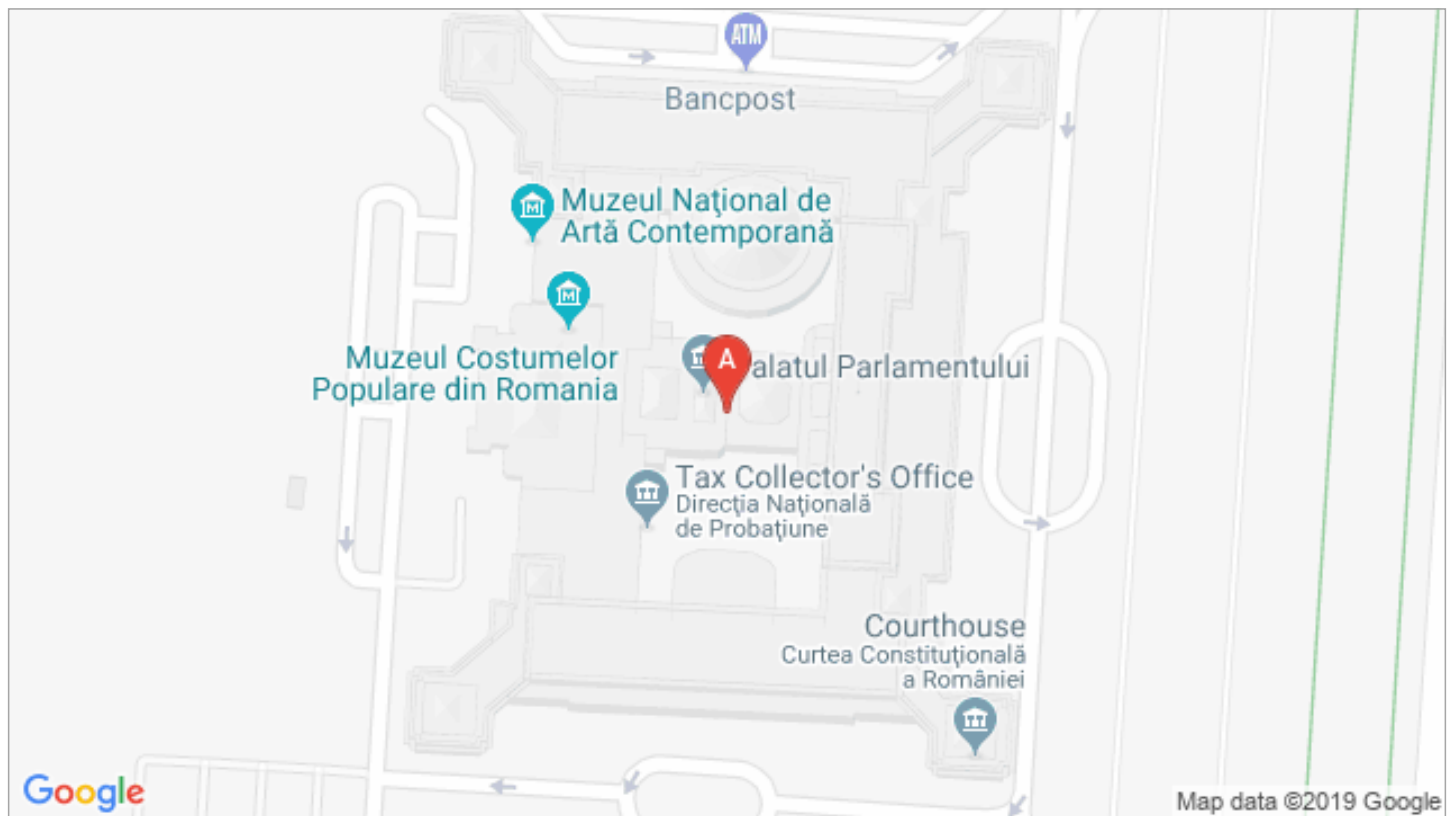 ATM
Bancpost
Muzeul Naţional de
Artă Contemporană
Muzeul Costumelor
Populare din Romania
A
alatul Parlamentului
Tax Collector's Office
Direcţia Naţională
de Probaţiune
Courthouse
Curtea Constituţională
a României
Google
Map data ©2019 Google